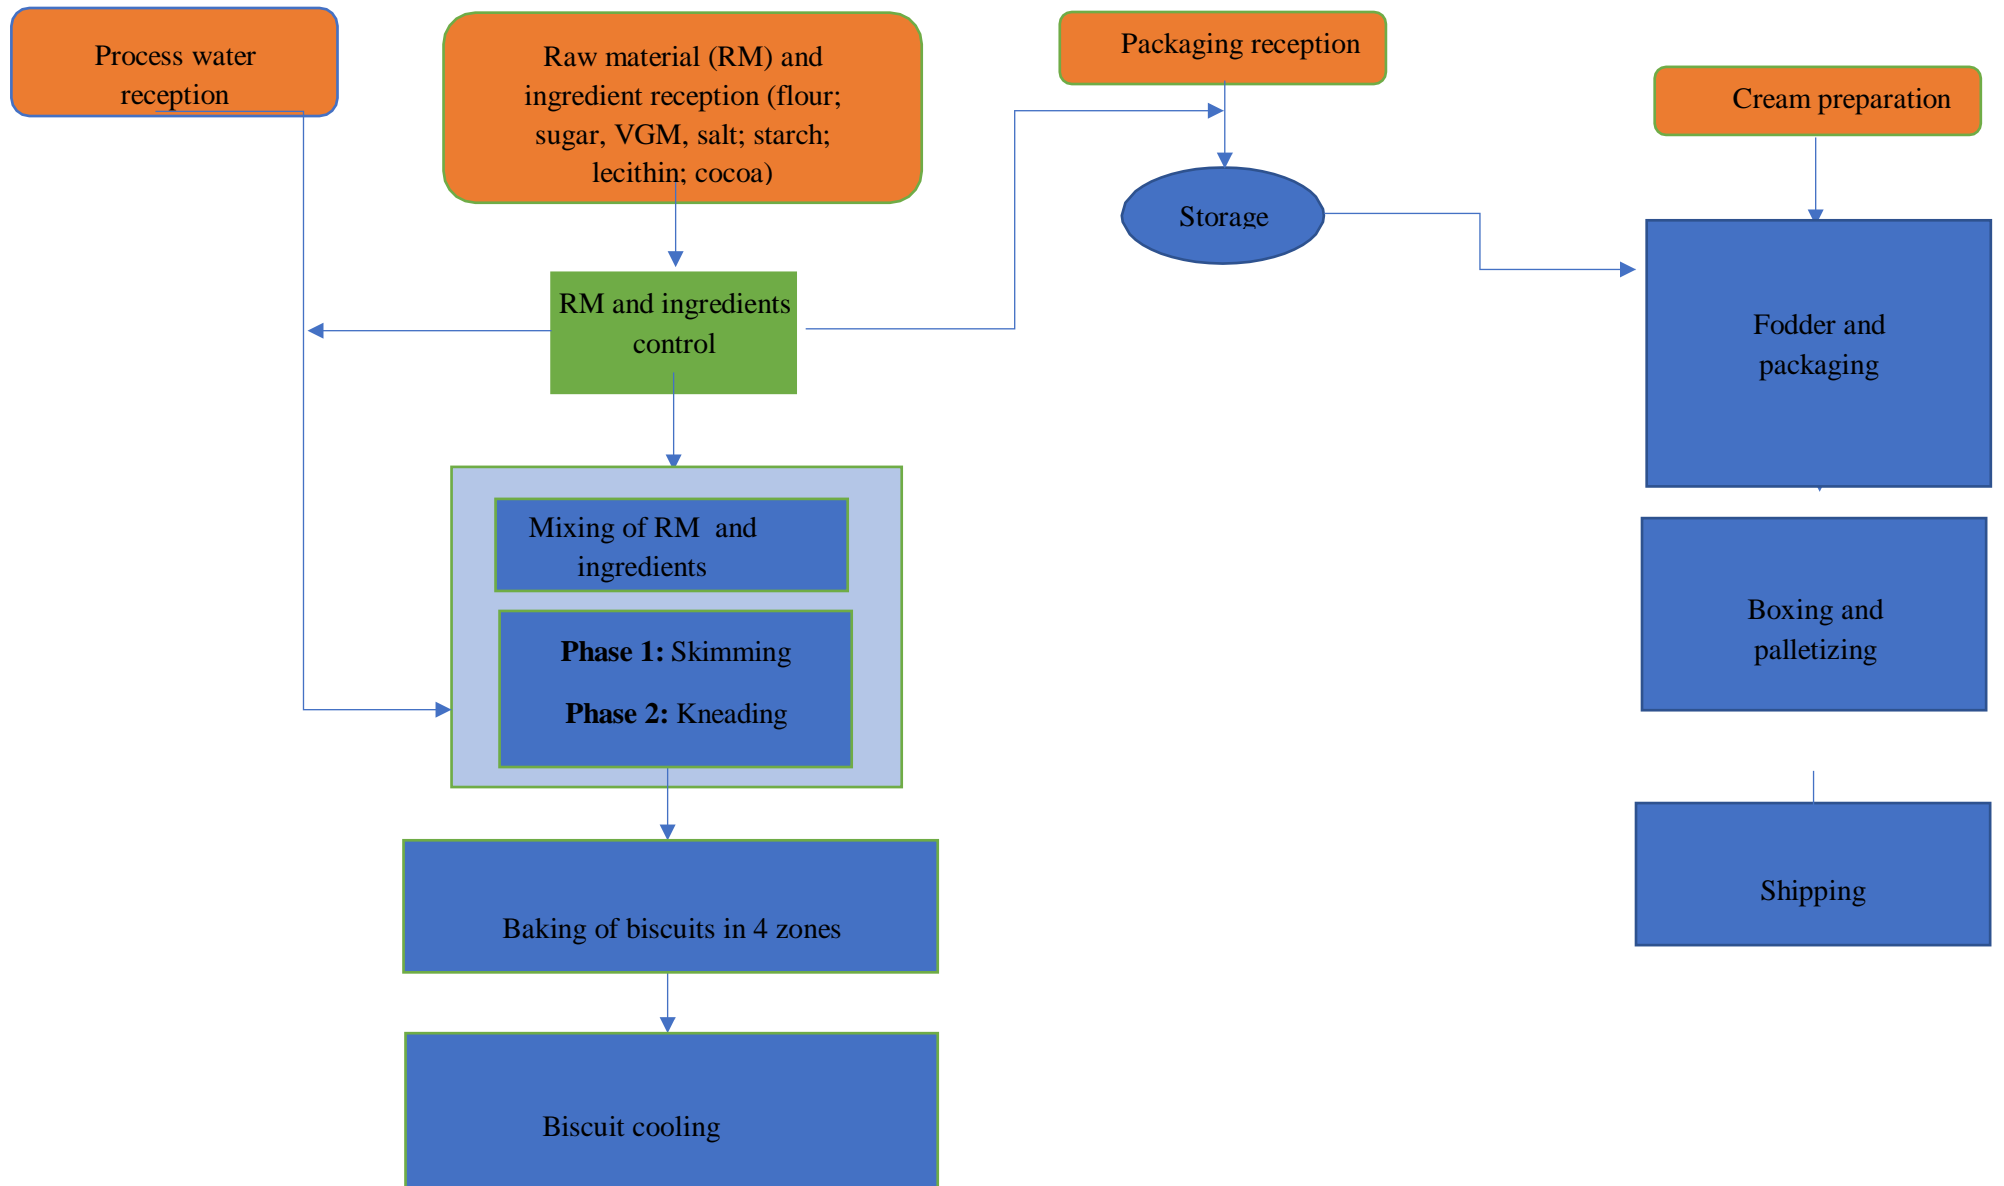 Process water
reception
Raw material (RM) and
ingredient reception (flour;
sugar, VGM, salt; starch;
lecithin; cocoa)
Packaging reception
Cream preparation
Storage
RM and ingredients
control
Fodder and
packaging
Mixing of RM and
ingredients
Phase 1: Skimming
Phase 2: Kneading
Boxing and
palletizing
Baking of biscuits in 4 zones
Shipping
Biscuit cooling